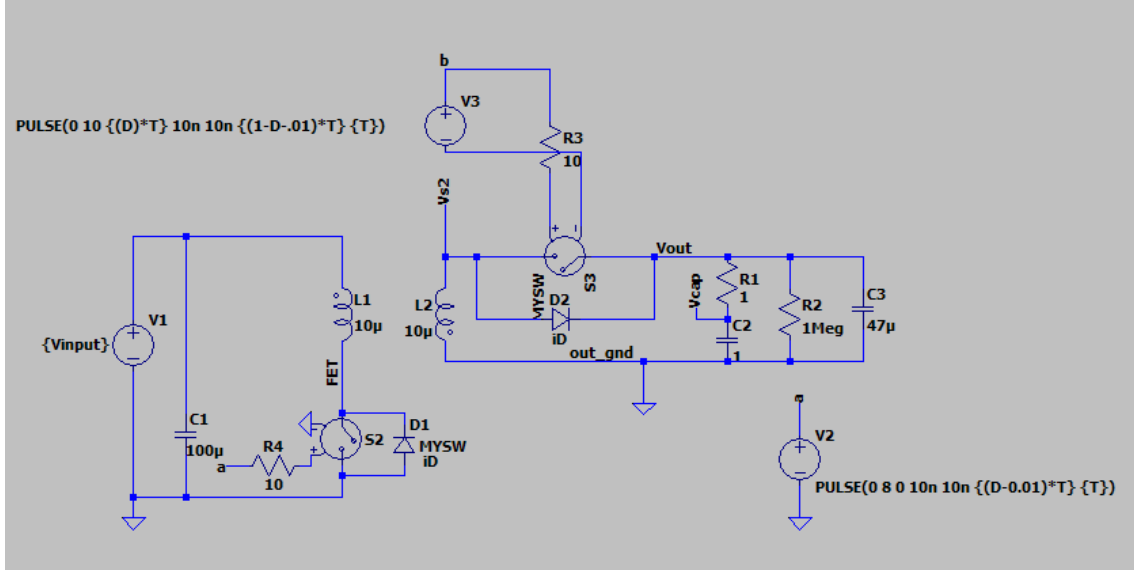 b
V3
PULSE(0 10 {(D)*T} 10n 10n {(1-D-.01)*T} {T})
R3
10
Vs2
+
-
Vout
MYSW
S3
D2
iD
R1
1
Vcap
C2
1
R2
1Meg
C3
47µ
L1
10µ
L2
10µ
out_gnd
V1
{Vinput}
FET
C1
100µ
R4
a
10
S2
D1
MYSW
iD
a
V2
PULSE(0 8 0 10n 10n {(D-0.01)*T} {T})